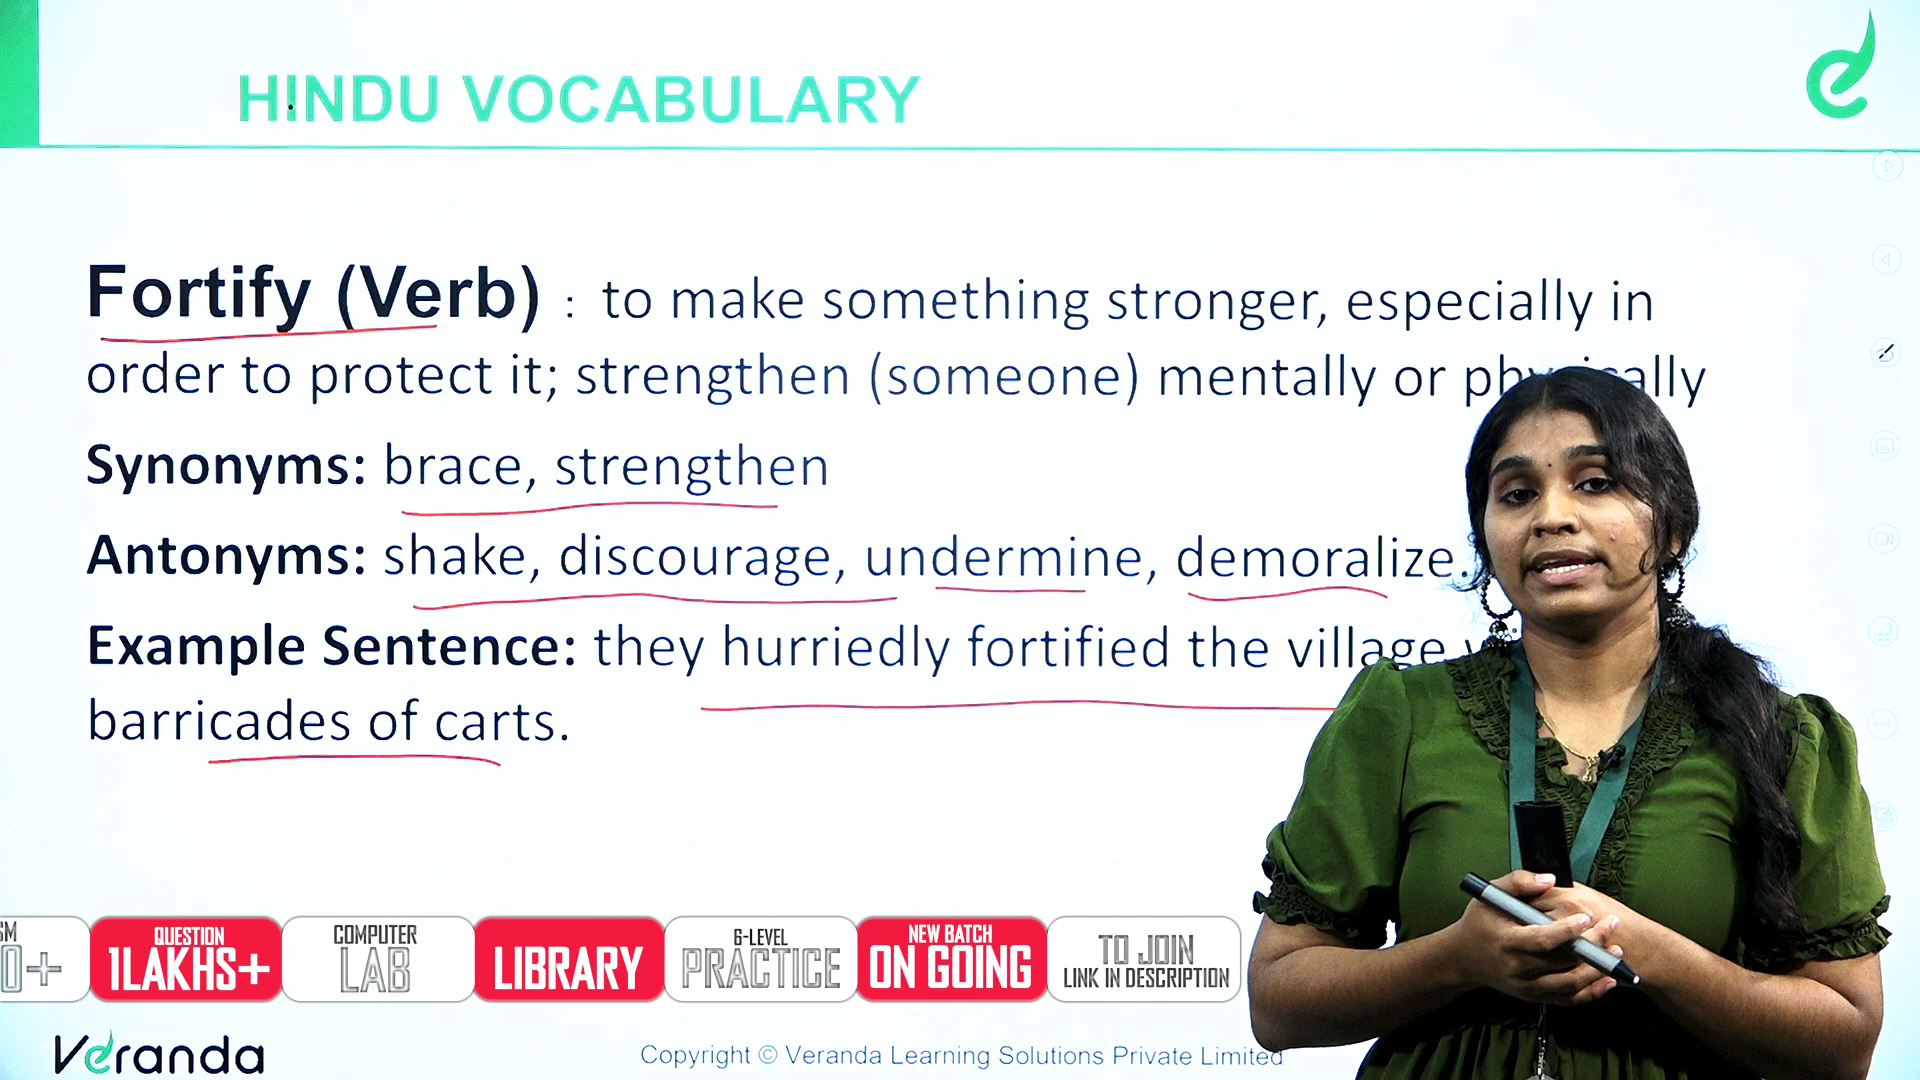 HINDU VOCABULARY
Fortify (Verb) : to make something stronger, especially in
order to protect it; strengthen (someone) mentally or physically
Synonyms: brace, strengthen
Antonyms: shake, discourage, undermine, demoralize.
Example Sentence: they hurriedly fortified the village
barricades of carts.
QUESTION
1LAKHS+
COMPUTER
LAB
LIBRARY
6-LEVEL
PRACTICE
NEW BATCH
ON GOING
TO JOIN
LINK IN DESCRIPTION
Veranda
Copyright © Veranda Learning Solutions Private Limited